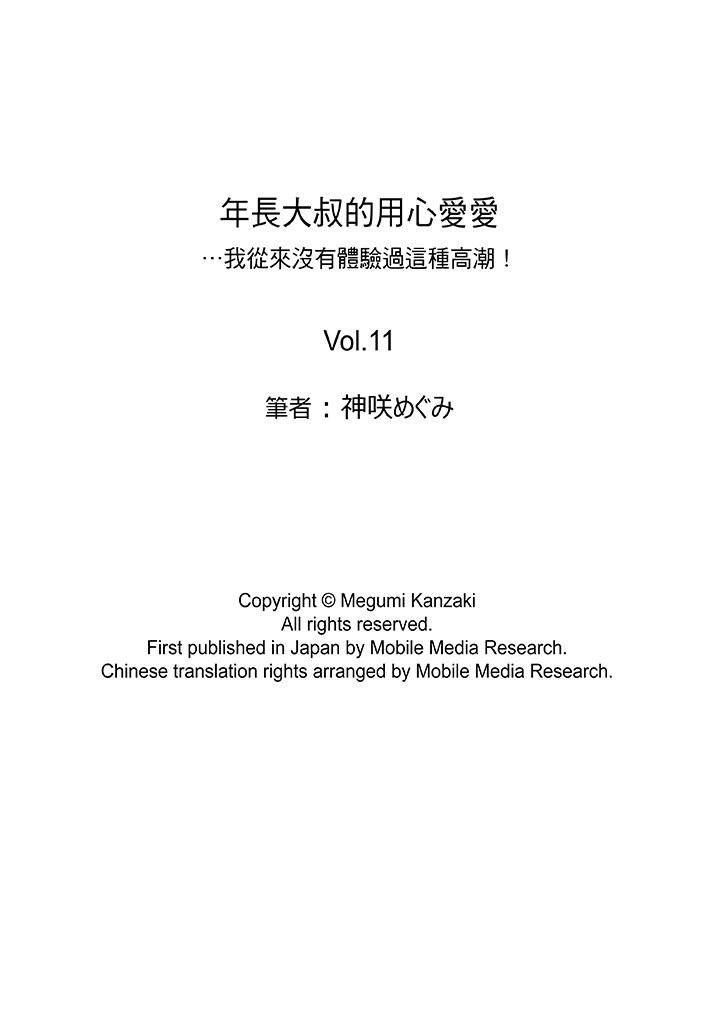 年長大叔的用心愛愛
…我從來沒有體驗過這種高潮！
Vol.11
筆者：神咲めぐみ
Copyright © Megumi Kanzaki
All rights reserved.
First published in Japan by Mobile Media Research.
Chinese translation rights arranged by Mobile Media Research.